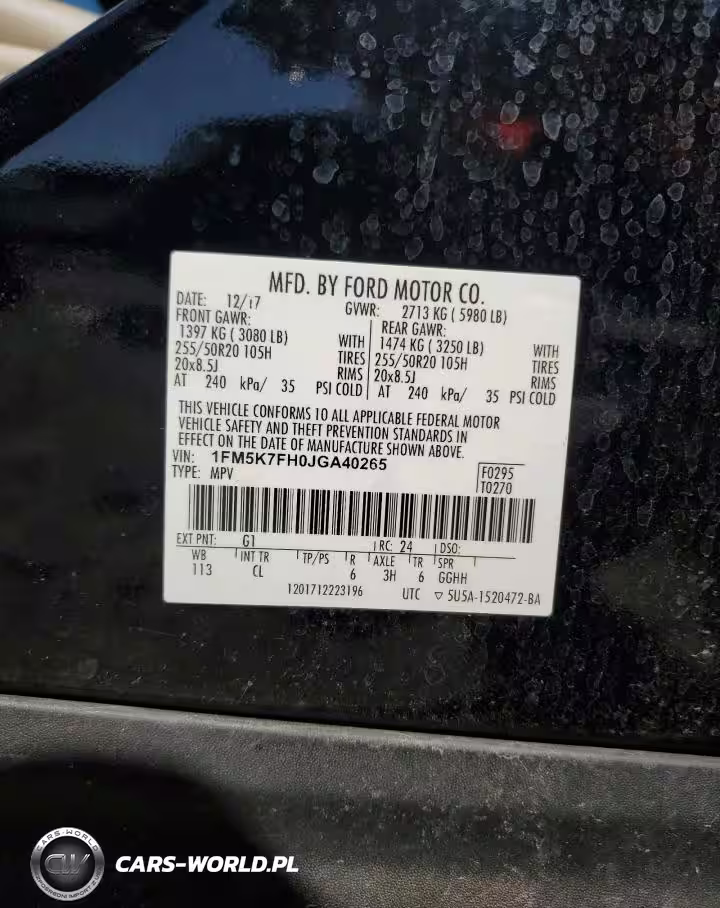 MFD. BY FORD MOTOR CO.
DATE: 12/17 GVWR: 2713 KG ( 5980 LB)
FRONT GAWR: REAR GAWR:
1397 KG ( 3080 LB) WITH 1474 KG ( 3250 LB) WITH
255/50R20 105H TIRES 255/50R20 105H TIRES
20x8.5J RIMS 20x8.5J RIMS
AT 240 kPa/ 35 PSI COLD AT 240 kPa/ 35 PSI COLD
THIS VEHICLE CONFORMS TO ALL APPLICABLE FEDERAL MOTOR
VEHICLE SAFETY AND THEFT PREVENTION STANDARDS IN
EFFECT ON THE DATE OF MANUFACTURE SHOWN ABOVE.
VIN: 1FM5K7FH0JGA40265 F0295
TYPE: MPV T0270
EXT PNT: G1 RC: 24 DSO:
WB INT TR TP/PS R AXLE TR SPR
113 CL 6 3H 6 GGHH
1201712223196 UTC ▽ 5U5A-1520472-BA
CARS-WORLD
CW
CARS-WORLD.PL